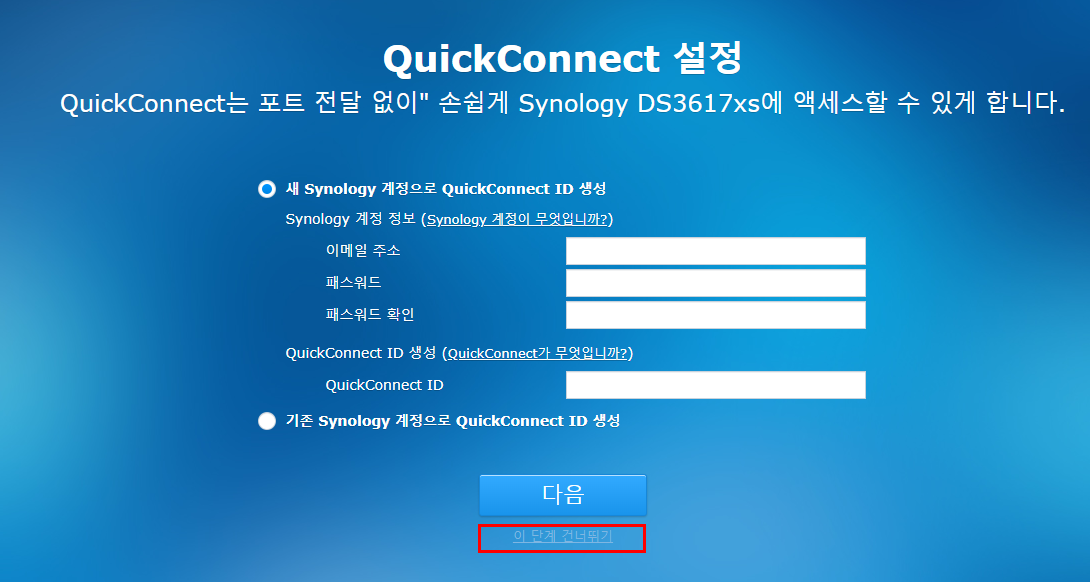 QuickConnect 설정
QuickConnect는 포트 전달 없이" 손쉽게 Synology DS3617xs에 액세스할 수 있게 합니다.
새 Synology 계정으로 QuickConnect ID 생성
Synology 계정 정보 (Synology 계정이 무엇입니까?)
이메일 주소
패스워드
패스워드 확인
QuickConnect ID 생성 (QuickConnect가 무엇입니까?)
QuickConnect ID
기존 Synology 계정으로 QuickConnect ID 생성
다음
이 단계 건너뛰기